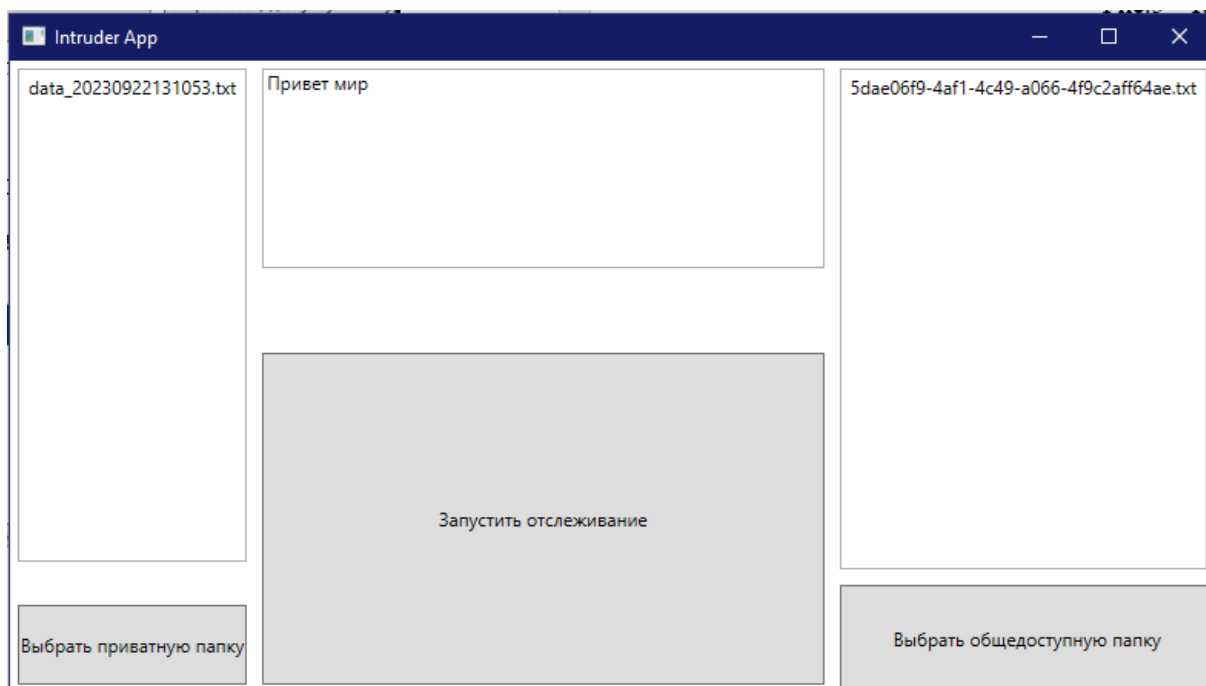 Intruder App
data_20230922131053.txt
Привет мир
5dae06f9-4af1-4c49-a066-4f9c2aff64ae.txt
Запустить отслеживание
Выбрать приватную папку
Выбрать общедоступную папку